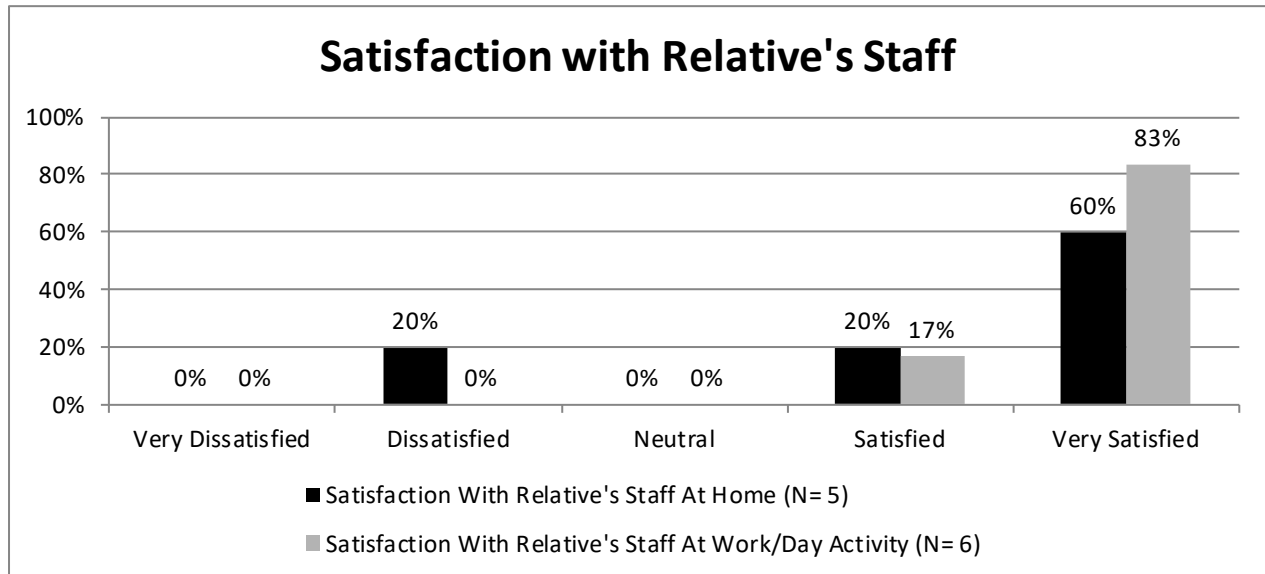 Satisfaction with Relative's Staff
100%
80%
60%
40%
20%
0%
0% 0%
20% 0%
0% 0%
20% 17%
60% 83%
Very Dissatisfied Dissatisfied Neutral Satisfied Very Satisfied
Satisfaction With Relative's Staff At Home (N= 5)
Satisfaction With Relative's Staff At Work/Day Activity (N= 6)